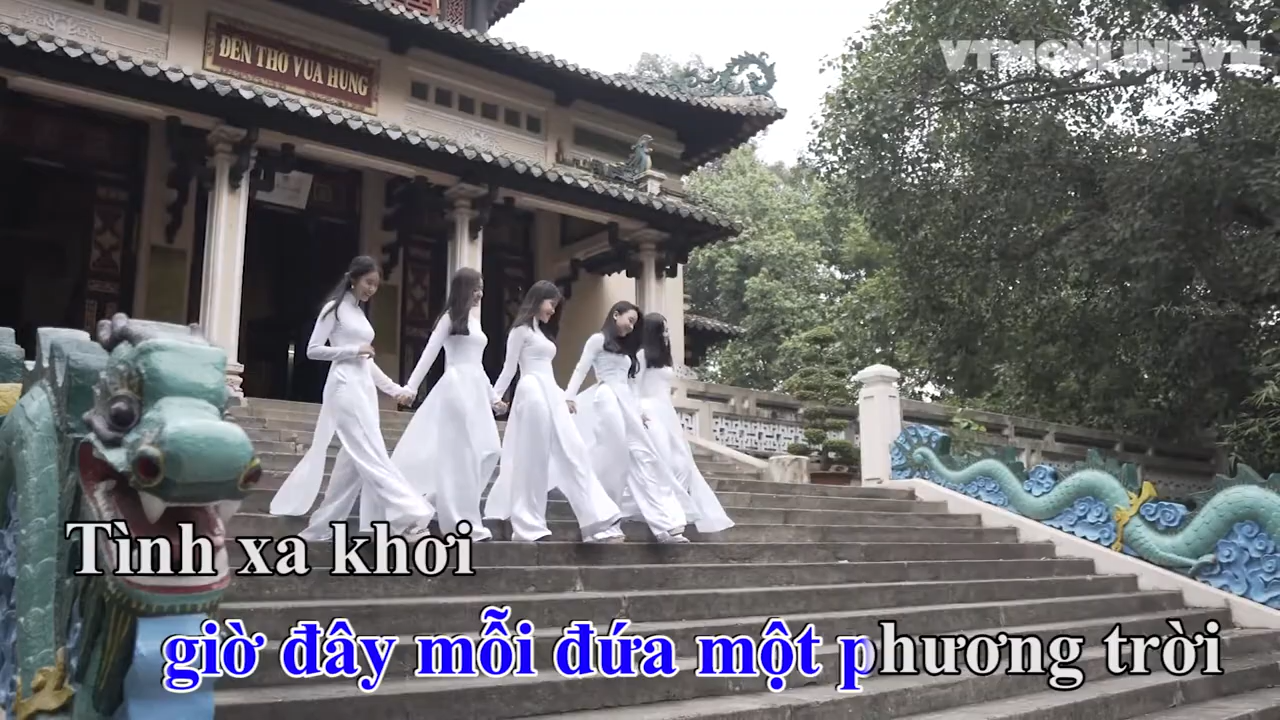 VTMONLINE.VN
ĐỀN THỜ VUA HÙNG
Tình xa khơi
giờ đây mỗi đứa một phương trời